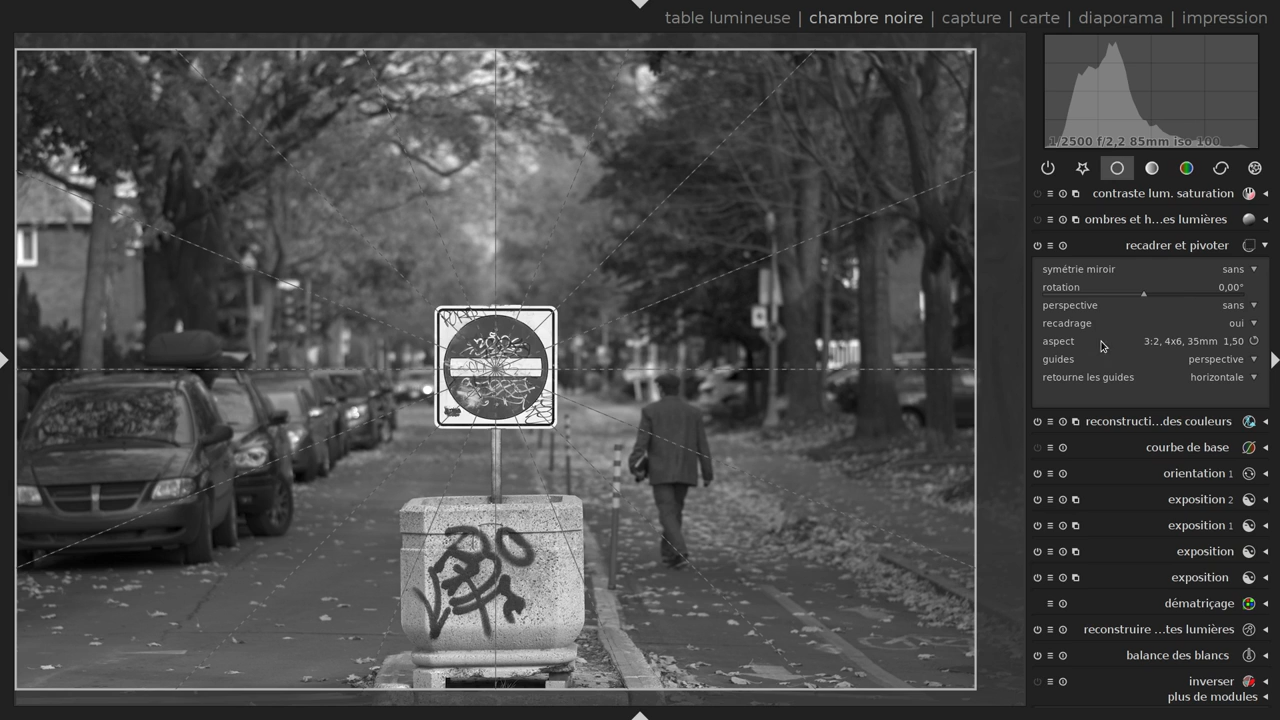 table lumineuse | chambre noire | capture | carte | diaporama | impression
1/2500 f/2,2 85mm iso 100
contraste lum. saturation
ombres et h...es lumières
recadrer et pivoter
symétrie miroir sans
rotation 0,00°
perspective sans
recadrage oui
aspect 3:2, 4x6, 35mm 1,50
guides perspective
retourne les guides horizontale
reconstructi...des couleurs
courbe de base
orientation 1
exposition 2
exposition 1
exposition
exposition
dématriçage
reconstruire ...tes lumières
balance des blancs
inverser
plus de modules